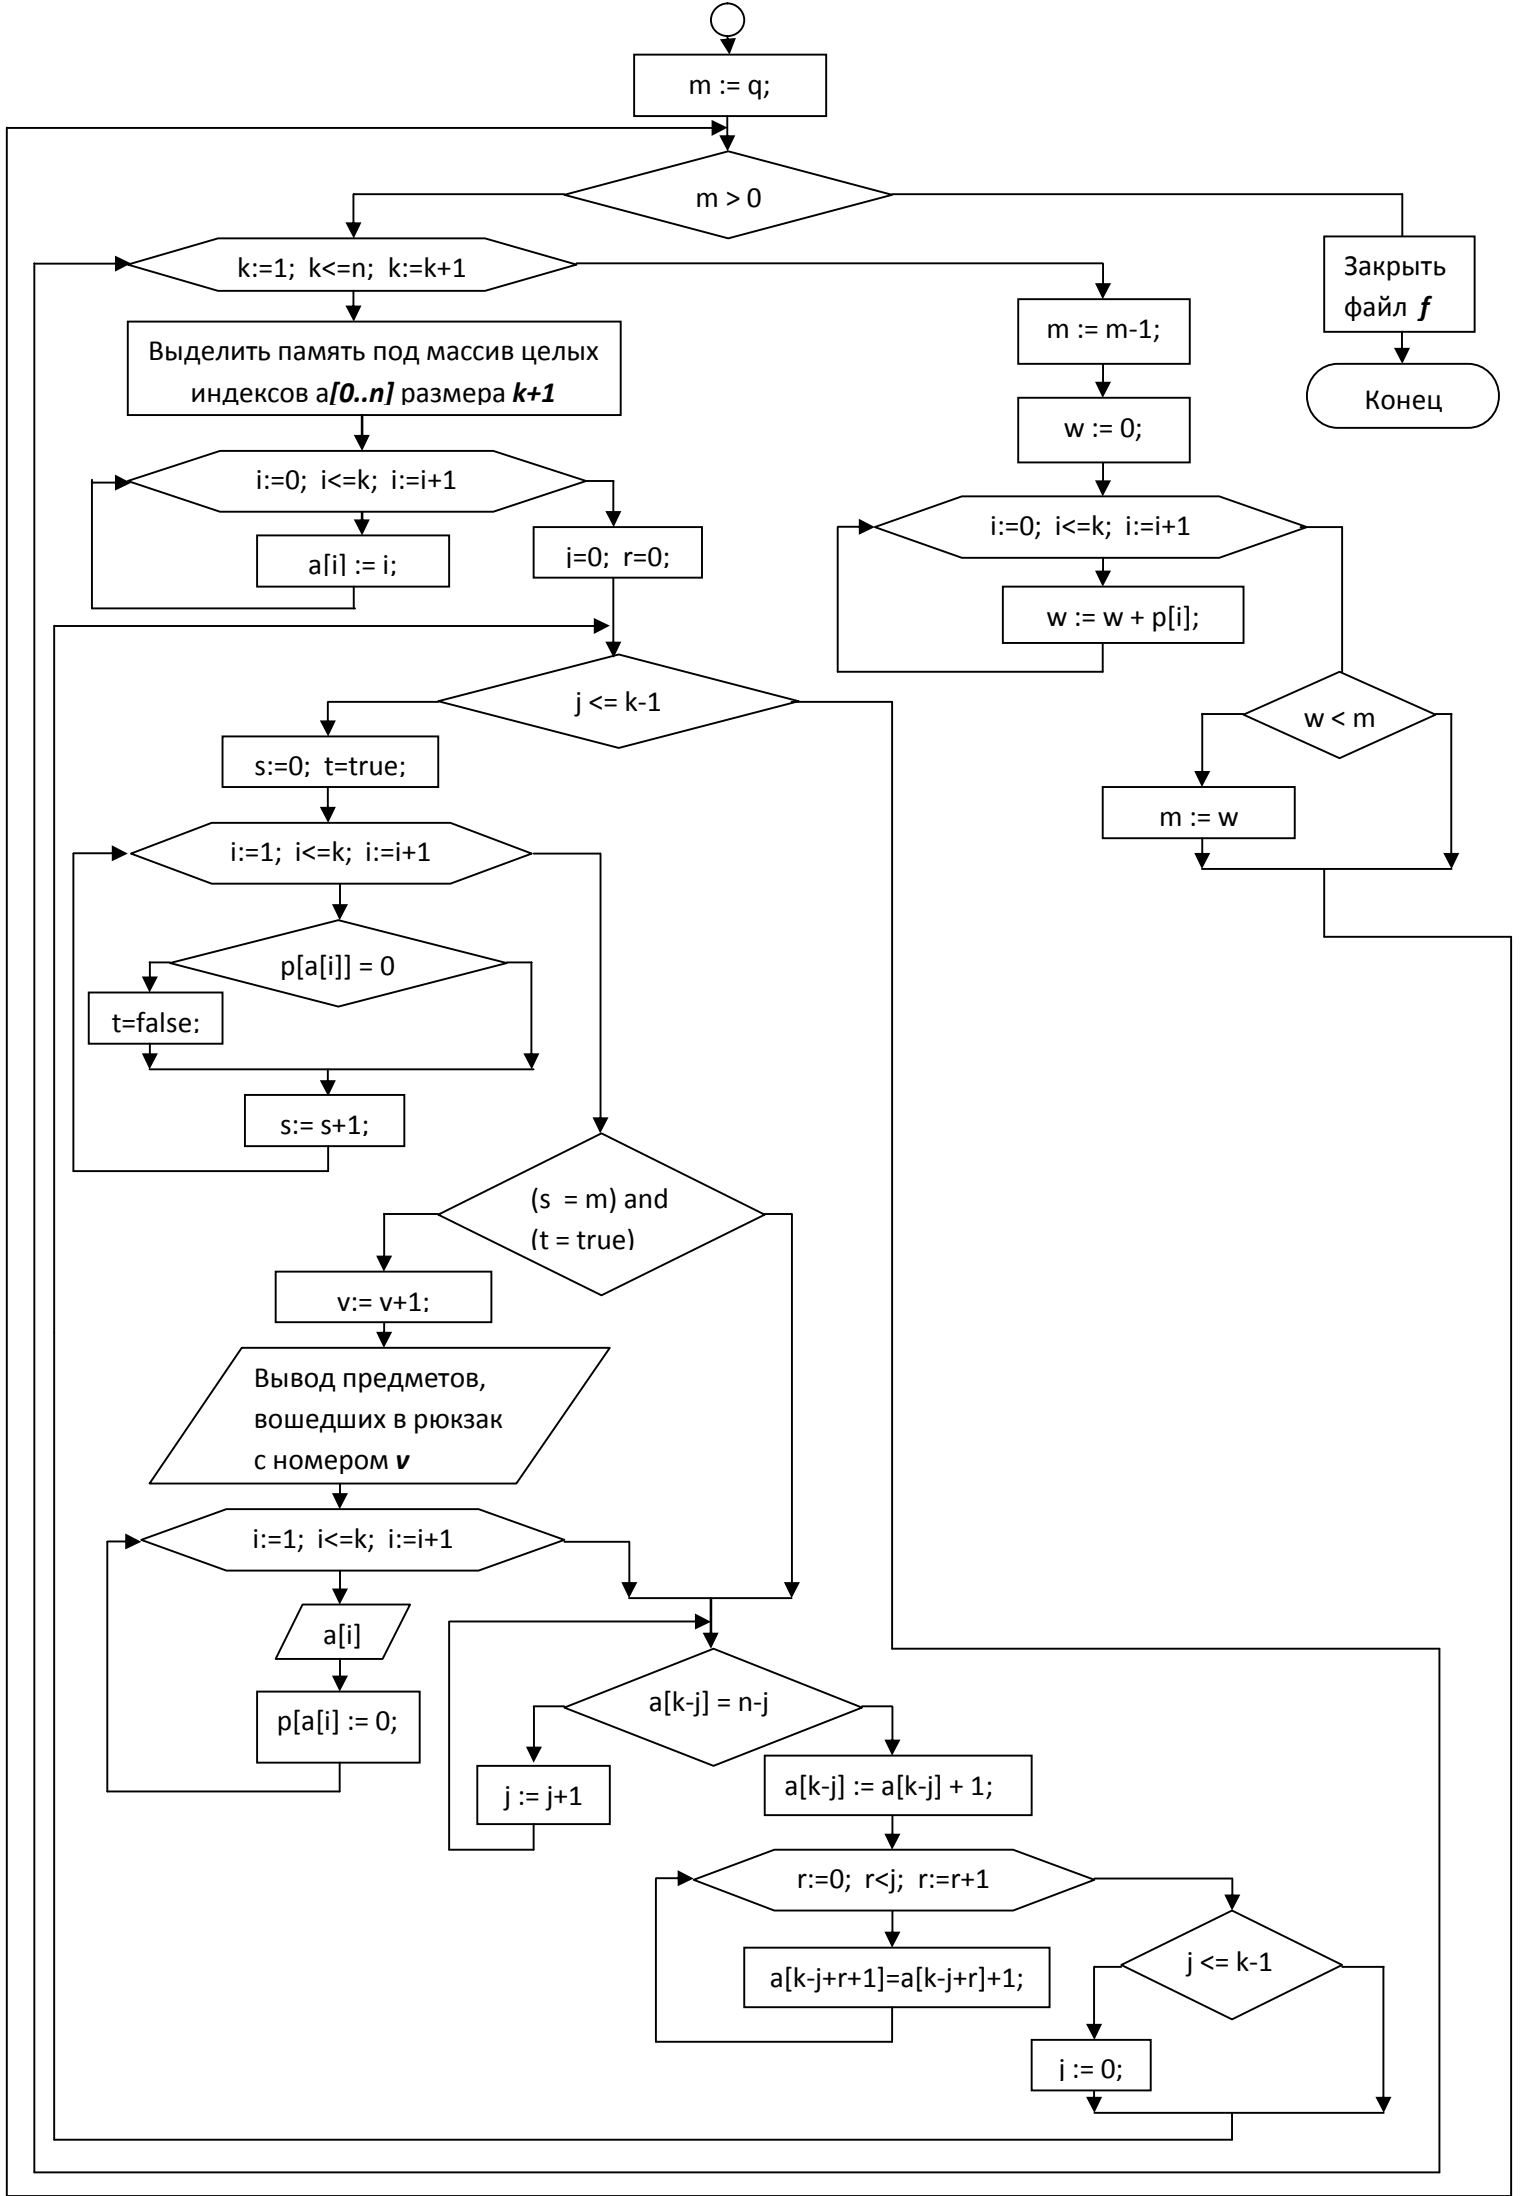 m := q;
m > 0
k:=1; k<=n; k:=k+1
Выделить память под массив целых
индексов a[0..n] размера k+1
i:=0; i<=k; i:=i+1
a[i] := i;
j=0; r=0;
m := m-1;
w := 0;
i:=0; i<=k; i:=i+1
w := w + p[i];
w < m
m := w
Закрыть
файл f
Конец
j <= k-1
s:=0; t=true;
i:=1; i<=k; i:=i+1
p[a[i]] = 0
t=false;
s:= s+1;
(s = m) and
(t = true)
v:= v+1;
Вывод предметов,
вошедших в рюкзак
с номером v
i:=1; i<=k; i:=i+1
a[i]
p[a[i] := 0;
a[k-j] = n-j
j := j+1
a[k-j] := a[k-j] + 1;
r:=0; r<j; r:=r+1
a[k-j+r+1]=a[k-j+r]+1;
j <= k-1
j := 0;